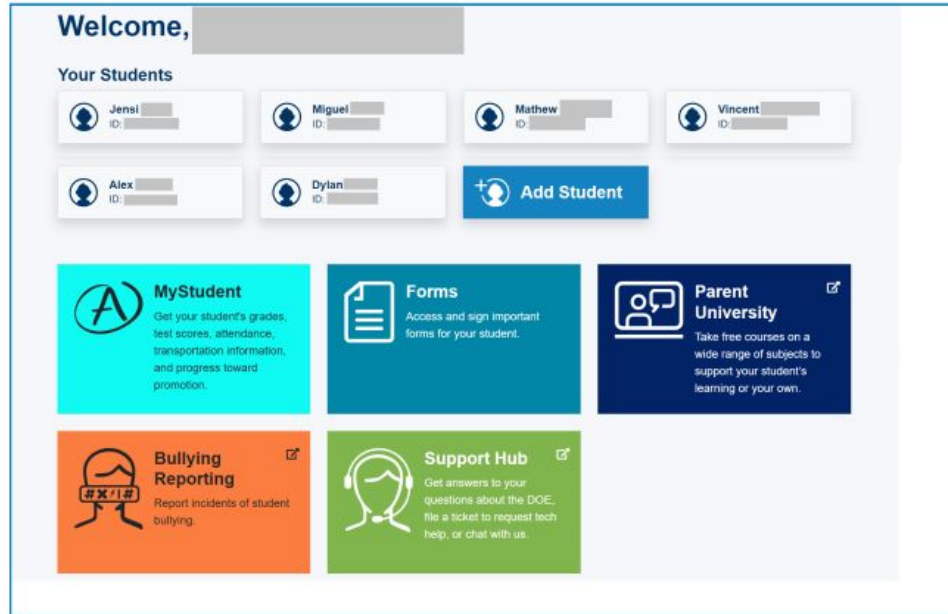 Welcome,
Your Students
Jensi
ID:
Miguel
ID:
Mathew
ID:
Vincent
ID:
Alex
ID:
Dylan
ID:
Add Student
MyStudent
Get your student's grades,
test scores, attendance,
transportation information,
and progress toward
promotion.
Forms
Access and sign important
forms for your student.
Parent
University
Take free courses on a
wide range of subjects to
support your student's
learning or your own.
Bullying
Reporting
Report incidents of student
bullying.
#X/!#
Support Hub
Get answers to your
questions about the DOE,
file a ticket to request tech
help, or chat with us.